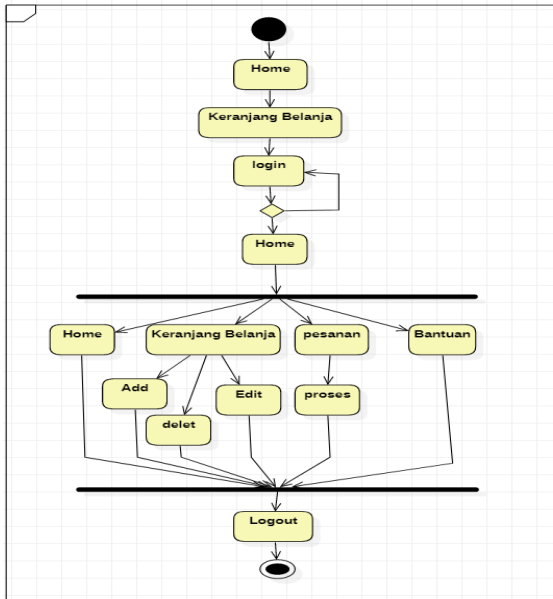 Home
Keranjang Belanja
login
Home
Home
Keranjang Belanja
pesanan
Bantuan
Add
Edit
proses
delet
Logout